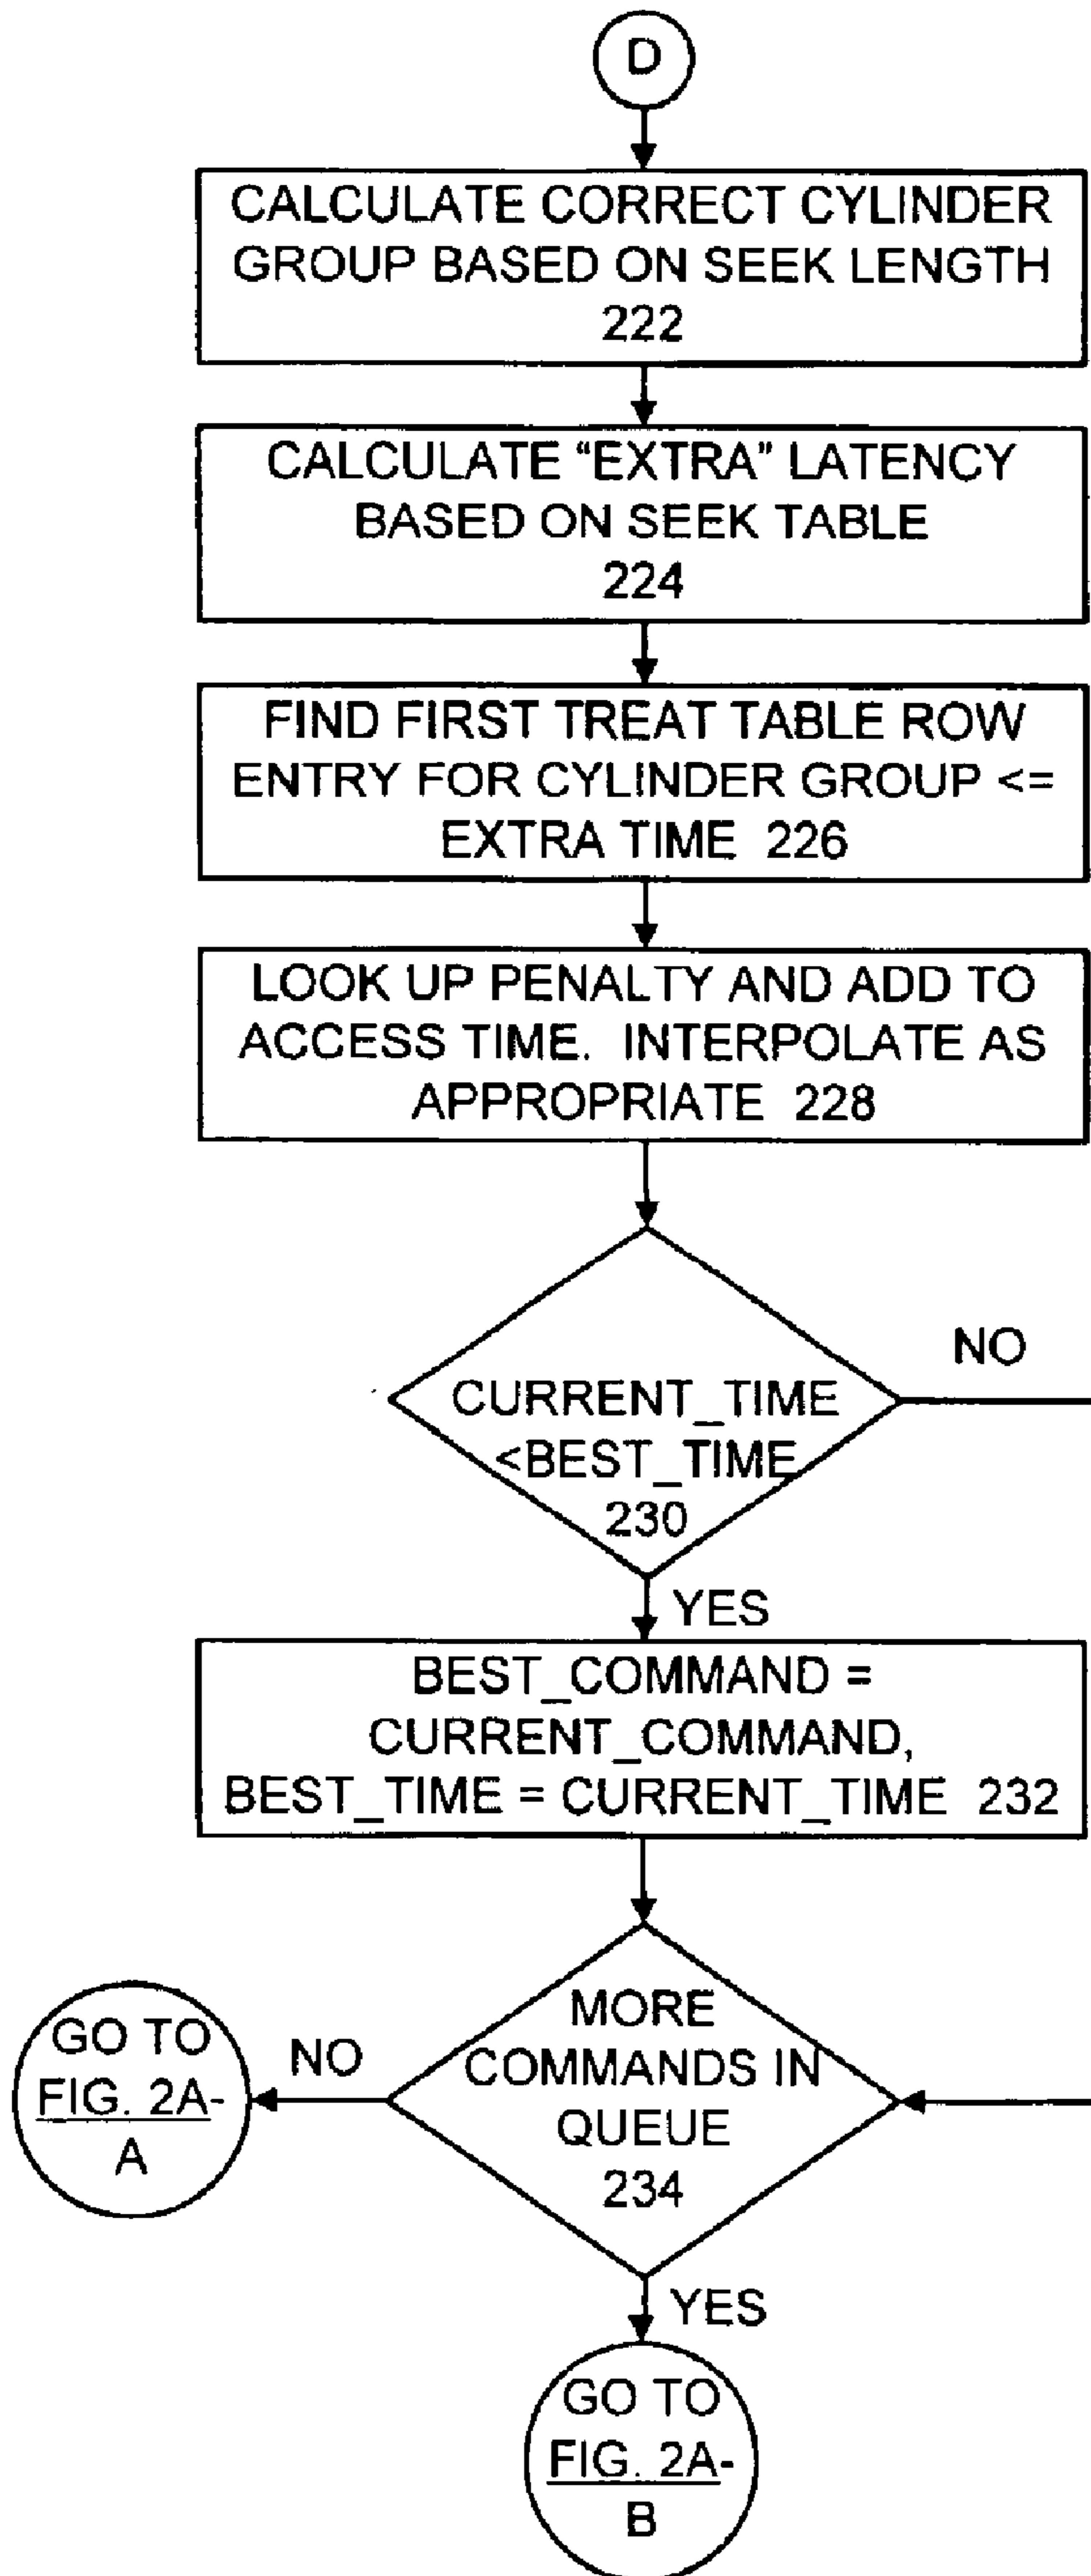 D
CALCULATE CORRECT CYLINDER
GROUP BASED ON SEEK LENGTH
222
CALCULATE “EXTRA” LATENCY
BASED ON SEEK TABLE
224
FIND FIRST TREAT TABLE ROW
ENTRY FOR CYLINDER GROUP <=
EXTRA TIME 226
LOOK UP PENALTY AND ADD TO
ACCESS TIME. INTERPOLATE AS
APPROPRIATE 228
NO
CURRENT_TIME
<BEST_TIME
230
YES
BEST_COMMAND =
CURRENT_COMMAND,
BEST_TIME = CURRENT_TIME 232
MORE
COMMANDS IN
QUEUE
234
NO
GO TO
FIG. 2A-
A
YES
GO TO
FIG. 2A-
B